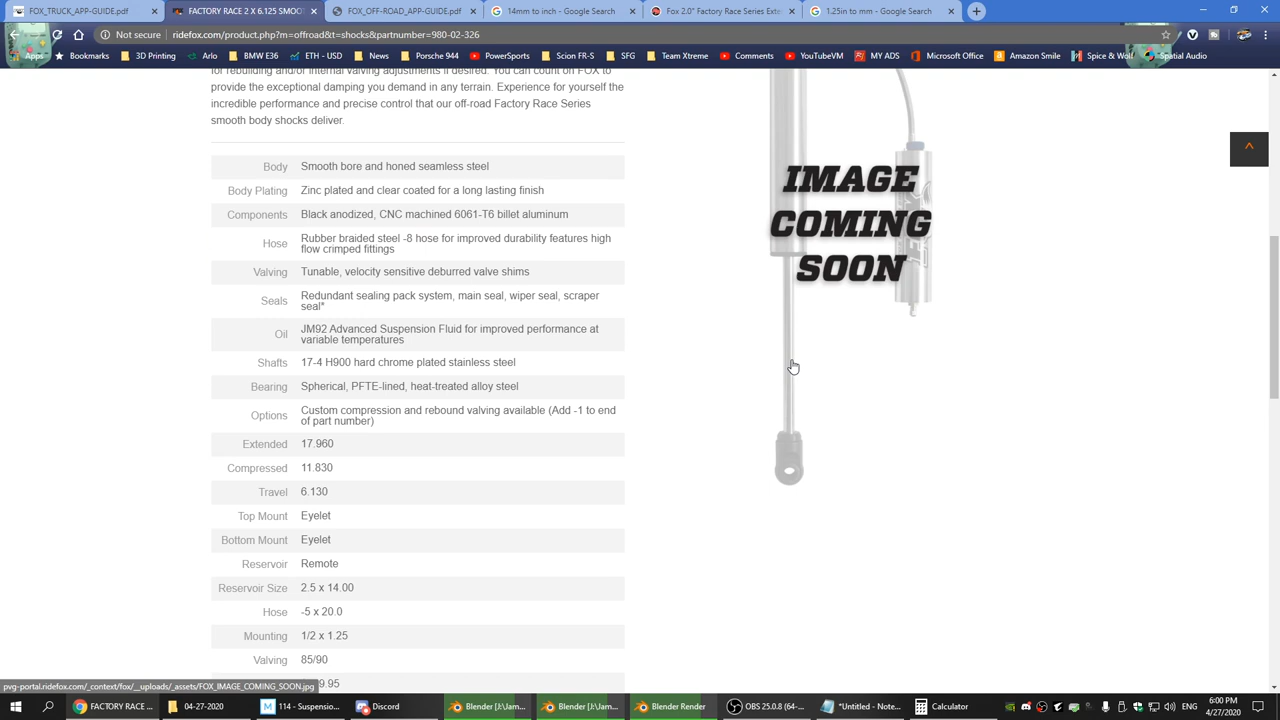 FOX_TRUCK_APP-GUIDE.pdf
FACTORY RACE 2 X 6.125 SMOOT
FOX_OFF-ROAD_APP-GUIDE.pdf
14mm inch - Google Search
Fox 2.0" Factory Race Series Exter
1.25in to mm - Google Search
Not secure
ridefox.com/product.php?m=offroad&t=shocks&partnumber=980-02-326
Apps
Bookmarks
3D Printing
Arlo
BMW E36
ETH - USD
News
Porsche 944
PowerSports
Scion FR-S
SFG
Team Xtreme
Comments
YouTubeVM
MY ADS
Microsoft Office
Amazon Smile
Spice & Wolf
Spatial Audio
for rebuilding and/or internal valving adjustments if desired. You can count on FOX to
provide the exceptional damping you demand in any terrain. Experience for yourself the
incredible performance and precise control that our off-road Factory Race Series
smooth body shocks deliver.
Body Smooth bore and honed seamless steel
Body Plating Zinc plated and clear coated for a long lasting finish
Components Black anodized, CNC machined 6061-T6 billet aluminum
Hose Rubber braided steel -8 hose for improved durability features high
flow crimped fittings
Valving Tunable, velocity sensitive deburred valve shims
Seals Redundant sealing pack system, main seal, wiper seal, scraper
seal*
Oil JM92 Advanced Suspension Fluid for improved performance at
variable temperatures
Shafts 17-4 H900 hard chrome plated stainless steel
Bearing Spherical, PFTE-lined, heat-treated alloy steel
Options Custom compression and rebound valving available (Add -1 to end
of part number)
Extended 17.960
Compressed 11.830
Travel 6.130
Top Mount Eyelet
Bottom Mount Eyelet
Reservoir Remote
Reservoir Size 2.5 x 14.00
Hose -5 x 20.0
Mounting 1/2 x 1.25
Valving 85/90
9.95
IMAGE
COMING
SOON
pvg-portal.ridefox.com/_context/fox/__uploads/_assets/FOX_IMAGE_COMING_SOON.jpg
FACTORY RACE ...
04-27-2020
114 - Suspensio...
Discord
Blender [J:\Jam...
Blender [J:\Jam...
Blender Render
OBS 25.0.8 (64-...
*Untitled - Note...
Calculator
6:00 PM
4/27/2020